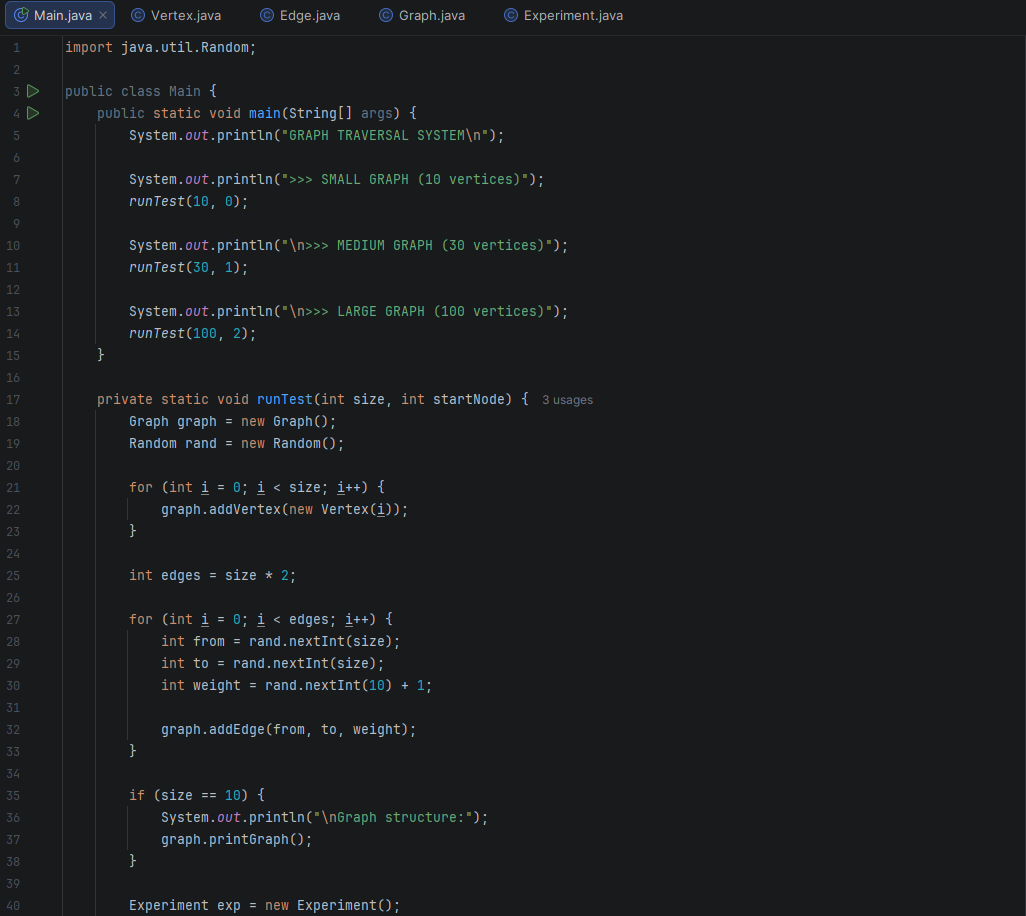 Main.java × Vertex.java Edge.java Graph.java Experiment.java
1 import java.util.Random;
2
3 public class Main {
4     public static void main(String[] args) {
5         System.out.println("GRAPH TRAVERSAL SYSTEM\n");
6
7         System.out.println(">>> SMALL GRAPH (10 vertices)");
8         runTest(10, 0);
9
10         System.out.println("\n>>> MEDIUM GRAPH (30 vertices)");
11         runTest(30, 1);
12
13         System.out.println("\n>>> LARGE GRAPH (100 vertices)");
14         runTest(100, 2);
15     }
16
17     private static void runTest(int size, int startNode) { 3 usages
18         Graph graph = new Graph();
19         Random rand = new Random();
20
21         for (int i = 0; i < size; i++) {
22             graph.addVertex(new Vertex(i));
23         }
24
25         int edges = size * 2;
26
27         for (int i = 0; i < edges; i++) {
28             int from = rand.nextInt(size);
29             int to = rand.nextInt(size);
30             int weight = rand.nextInt(10) + 1;
31
32             graph.addEdge(from, to, weight);
33         }
34
35         if (size == 10) {
36             System.out.println("\nGraph structure:");
37             graph.printGraph();
38         }
39
40         Experiment exp = new Experiment();